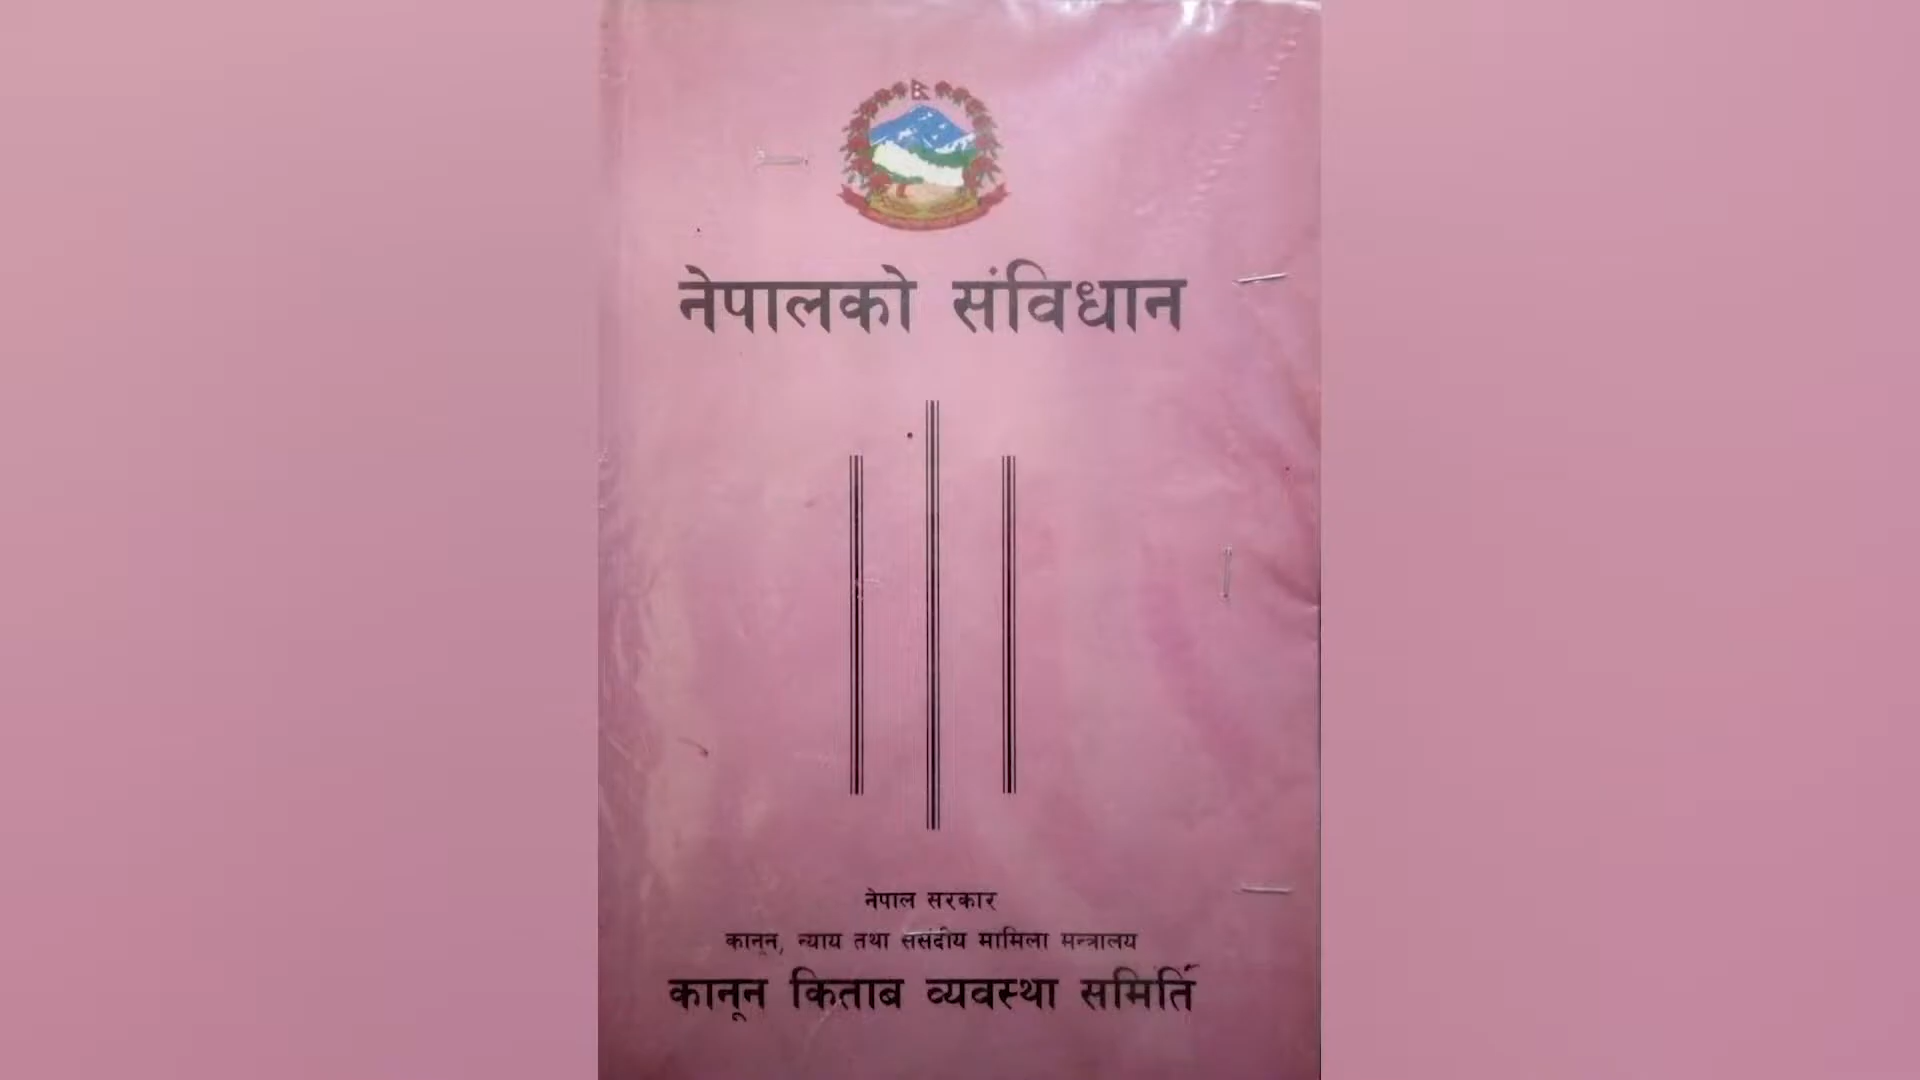 नेपालको संविधान
नेपाल सरकार
कानून, न्याय तथा संसदीय मामिला मन्त्रालय
कानून किताब व्यवस्था समिति